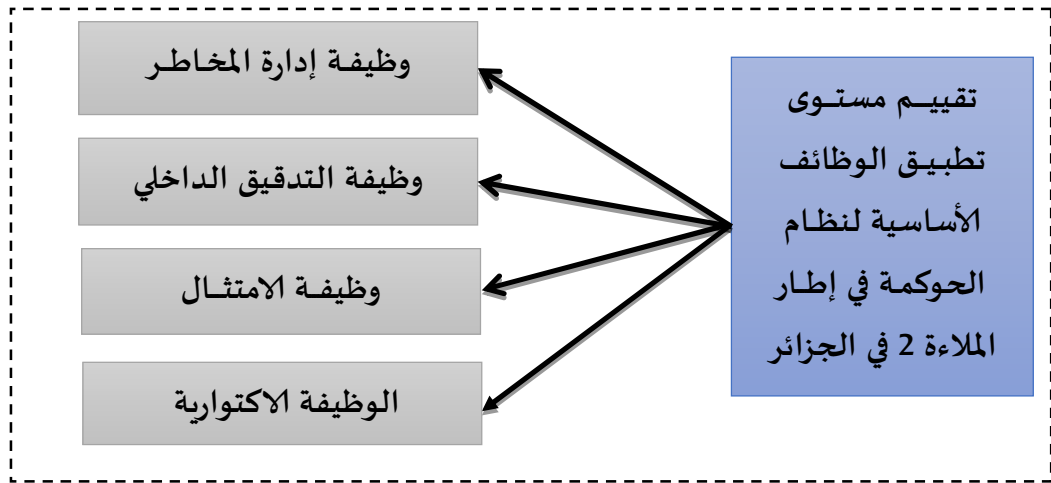 تقييم مستوى
تطبيق الوظائف
الأساسية لنظام
الحوكمة في إطار
الملاءة 2 في الجزائر
وظيفة إدارة المخاطر
وظيفة التدقيق الداخلي
وظيفة الامتثال
الوظيفة الاكتوارية